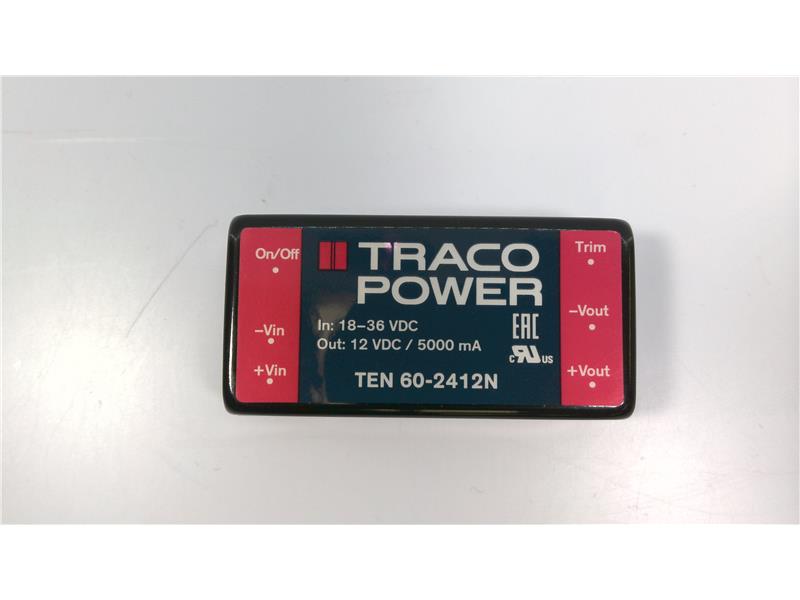 On/Off
-Vin
+Vin
TRACO
POWER
In: 18-36 VDC
Out: 12 VDC / 5000 mA
TEN 60-2412N
EAC
c RU US
Trim
-Vout
+Vout